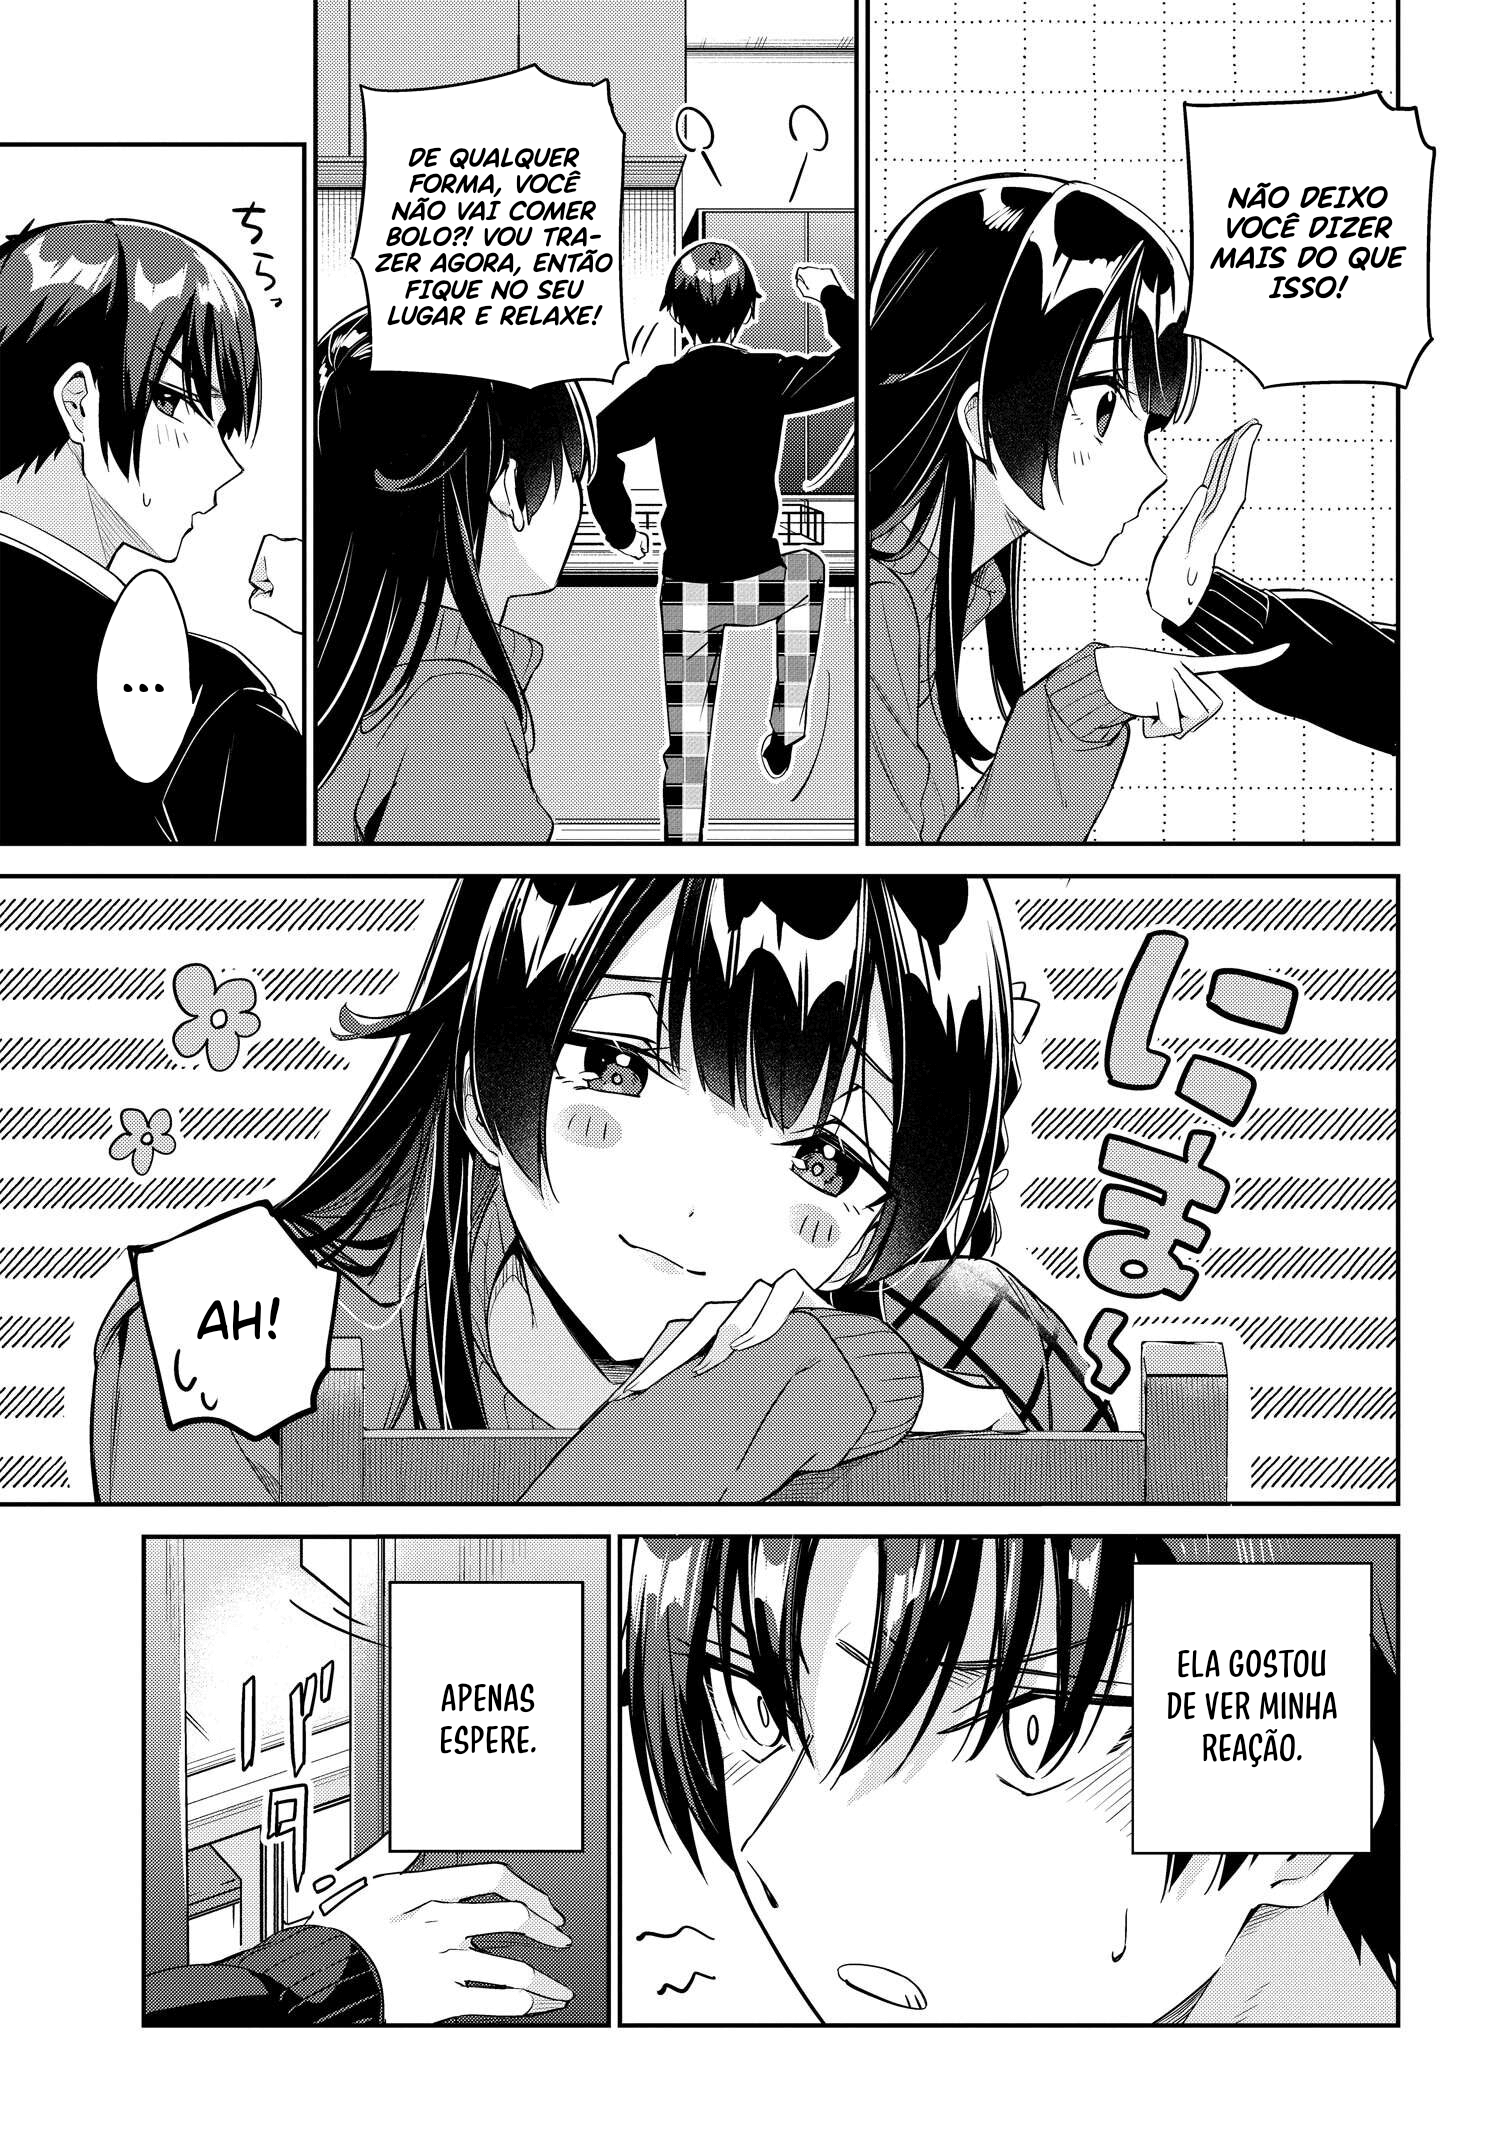 NÃO DEIXO
VOCÊ DIZER
MAIS DO QUE
ISSO!
DE QUALQUER
FORMA, VOCÊ
NÃO VAI COMER
BOLO?! VOU TRA-
ZER AGORA, ENTÃO
FIQUE NO SEU
LUGAR E RELAXE!
ちらっ
...
にま〜
AH!
ELA GOSTOU
DE VER MINHA
REAÇÃO.
APENAS
ESPERE.